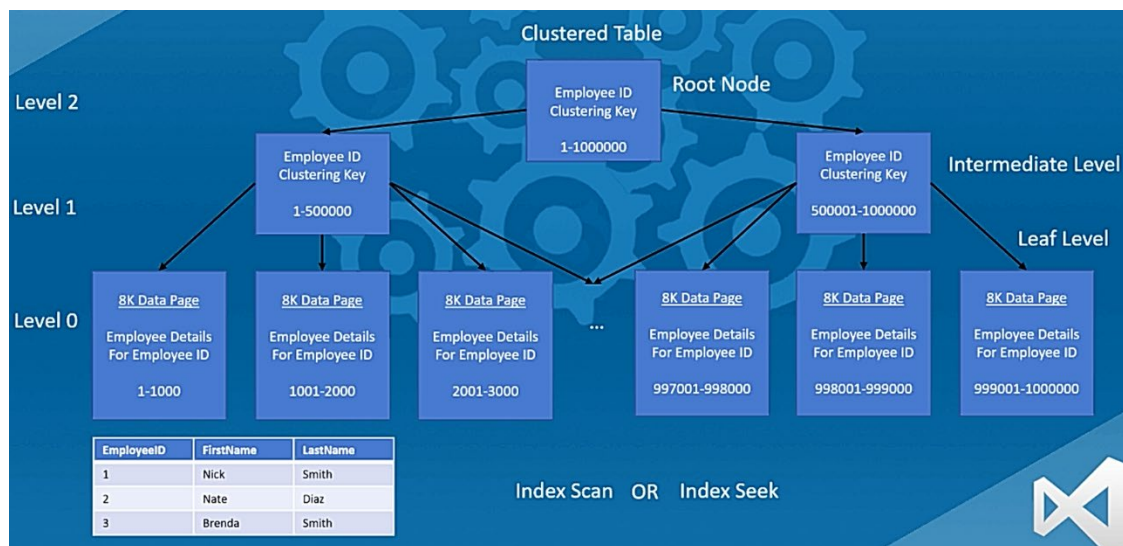 Clustered Table
Level 2
Employee ID
Clustering Key
1-1000000
Root Node
Employee ID
Clustering Key
1-500000
Employee ID
Clustering Key
500001-1000000
Intermediate Level
Level 1
Leaf Level
Level 0
8K Data Page
Employee Details
For Employee ID
1-1000
8K Data Page
Employee Details
For Employee ID
1001-2000
8K Data Page
Employee Details
For Employee ID
2001-3000
...
8K Data Page
Employee Details
For Employee ID
997001-998000
8K Data Page
Employee Details
For Employee ID
998001-999000
8K Data Page
Employee Details
For Employee ID
999001-1000000
EmployeeID FirstName LastName
1 Nick Smith
2 Nate Diaz
3 Brenda Smith
Index Scan OR Index Seek